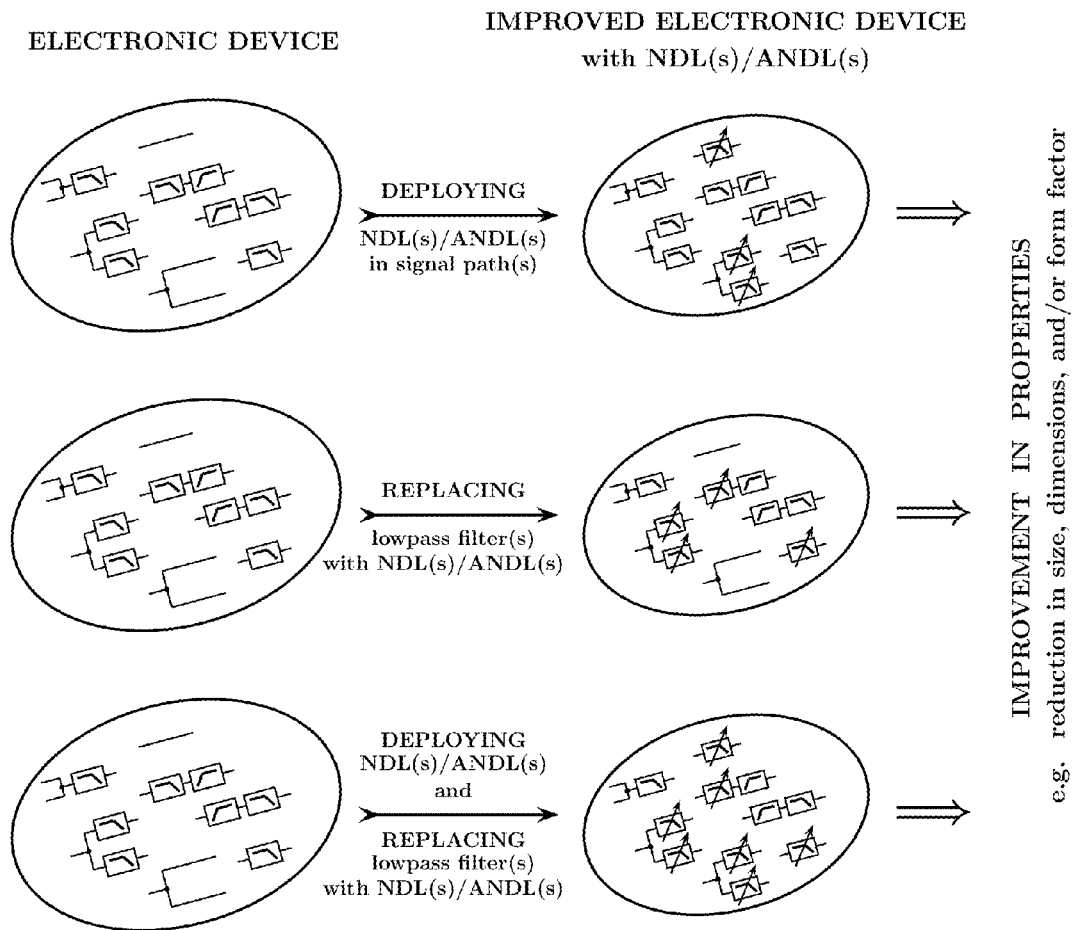 ELECTRONIC DEVICE
IMPROVED ELECTRONIC DEVICE
with NDL(s)/ANDL(s)
DEPLOYING
NDL(s)/ANDL(s)
in signal path(s)
REPLACING
lowpass filter(s)
with NDL(s)/ANDL(s)
DEPLOYING
NDL(s)/ANDL(s)
and
REPLACING
lowpass filter(s)
with NDL(s)/ANDL(s)
IMPROVEMENT IN PROPERTIES
e.g. reduction in size, dimensions, and/or form factor